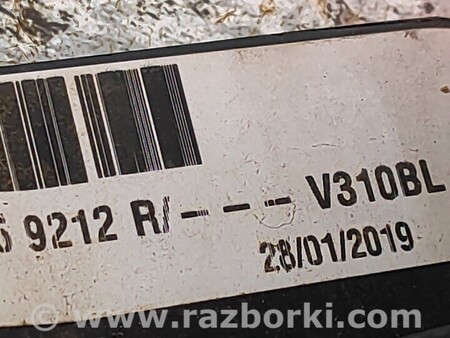 9212 R/--- V310BL
28/01/2019
www.razborki.com